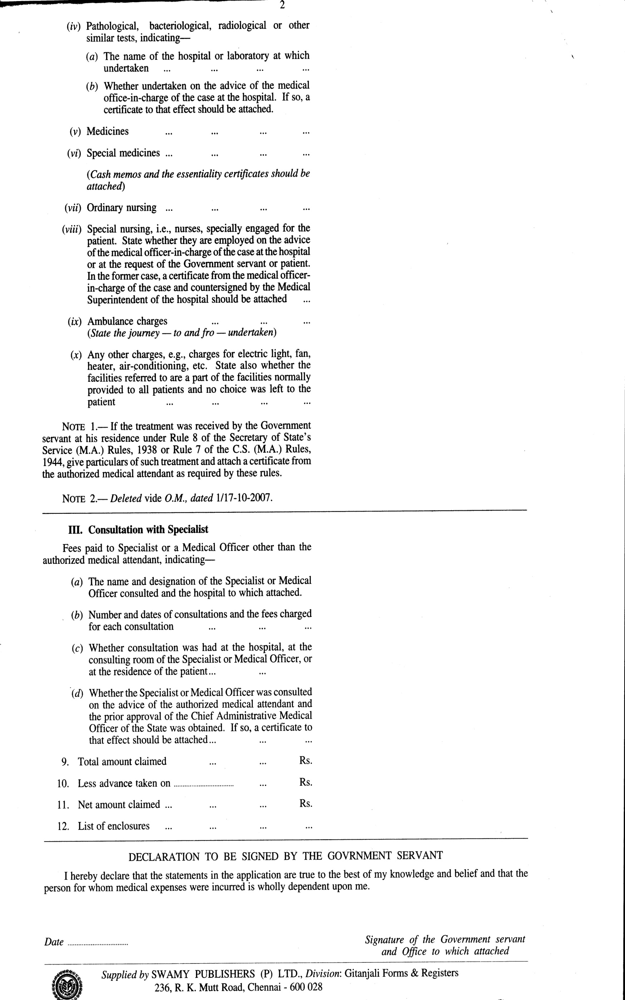 2
(iv) Pathological, bacteriological, radiological or other
similar tests, indicating—
(a) The name of the hospital or laboratory at which
undertaken ... ... ... ...
(b) Whether undertaken on the advice of the medical
office-in-charge of the case at the hospital. If so, a
certificate to that effect should be attached.
(v) Medicines ... ... ... ...
(vi) Special medicines ... ... ... ...
(Cash memos and the essentiality certificates should be
attached)
(vii) Ordinary nursing ... ... ... ...
(viii) Special nursing, i.e., nurses, specially engaged for the
patient. State whether they are employed on the advice
of the medical officer-in-charge of the case at the hospital
or at the request of the Government servant or patient.
In the former case, a certificate from the medical officer-
in-charge of the case and countersigned by the Medical
Superintendent of the hospital should be attached ...
(ix) Ambulance charges ... ... ...
(State the journey — to and fro — undertaken)
(x) Any other charges, e.g., charges for electric light, fan,
heater, air-conditioning, etc. State also whether the
facilities referred to are a part of the facilities normally
provided to all patients and no choice was left to the
patient ... ... ... ...
NOTE 1.— If the treatment was received by the Government
servant at his residence under Rule 8 of the Secretary of State's
Service (M.A.) Rules, 1938 or Rule 7 of the C.S. (M.A.) Rules,
1944, give particulars of such treatment and attach a certificate from
the authorized medical attendant as required by these rules.
NOTE 2.— Deleted vide O.M., dated 1/17-10-2007.
III. Consultation with Specialist
Fees paid to Specialist or a Medical Officer other than the
authorized medical attendant, indicating—
(a) The name and designation of the Specialist or Medical
Officer consulted and the hospital to which attached.
(b) Number and dates of consultations and the fees charged
for each consultation ... ... ...
(c) Whether consultation was had at the hospital, at the
consulting room of the Specialist or Medical Officer, or
at the residence of the patient... ...
(d) Whether the Specialist or Medical Officer was consulted
on the advice of the authorized medical attendant and
the prior approval of the Chief Administrative Medical
Officer of the State was obtained. If so, a certificate to
that effect should be attached... ... ...
9. Total amount claimed ... ... Rs.
10. Less advance taken on .................................. ... Rs.
11. Net amount claimed ... ... ... Rs.
12. List of enclosures ... ... ... ...
DECLARATION TO BE SIGNED BY THE GOVRNMENT SERVANT
I hereby declare that the statements in the application are true to the best of my knowledge and belief and that the
person for whom medical expenses were incurred is wholly dependent upon me.
Date ..................................
Signature of the Government servant
and Office to which attached
Supplied by SWAMY PUBLISHERS (P) LTD., Division: Gitanjali Forms & Registers
236, R. K. Mutt Road, Chennai - 600 028